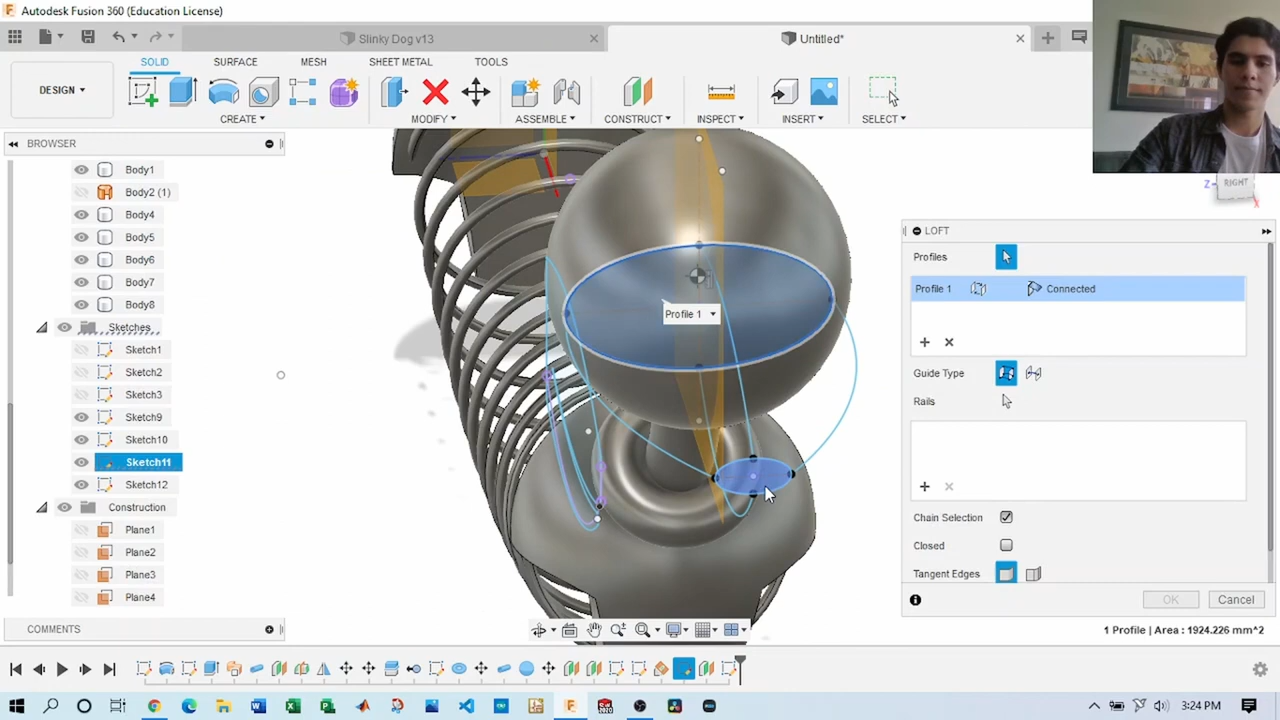 Autodesk Fusion 360 (Education License)
Slinky Dog v13
Untitled*
SOLID
SURFACE
MESH
SHEET METAL
TOOLS
DESIGN
CREATE
MODIFY
ASSEMBLE
CONSTRUCT
INSPECT
INSERT
SELECT
BROWSER
Body1
Body2 (1)
Body4
Body5
Body6
Body7
Body8
Sketches
Sketch1
Sketch2
Sketch3
Sketch9
Sketch10
Sketch11
Sketch12
Construction
Plane1
Plane2
Plane3
Plane4
COMMENTS
Profile 1
Z
RIGHT
X
LOFT
Profiles
Profile 1 Connected
Guide Type
Rails
Chain Selection
Closed
Tangent Edges
OK Cancel
1 Profile | Area : 1924.226 mm^2
3:24 PM